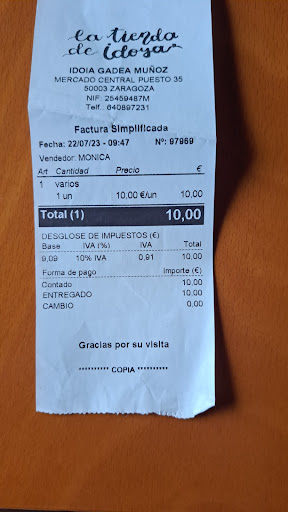 la tienda
de idoya
IDOIA GADEA MUÑOZ
MERCADO CENTRAL PUESTO 35
50003 ZARAGOZA
NIF: 25459487M
Telf. 640897231
Factura Simplificada
Fecha: 22/07/23 - 09:47 Nº: 97969
Vendedor: MONICA
Art Cantidad Precio €
1 varios
1 un 10,00 €/un 10,00
Total (1) 10,00
DESGLOSE DE IMPUESTOS (€)
Base IVA (%) IVA Total
9,09 10% IVA 0,91 10,00
Forma de pago Importe (€)
Contado 10,00
ENTREGADO 10,00
CAMBIO 0,00
Gracias por su visita
********** COPIA **********